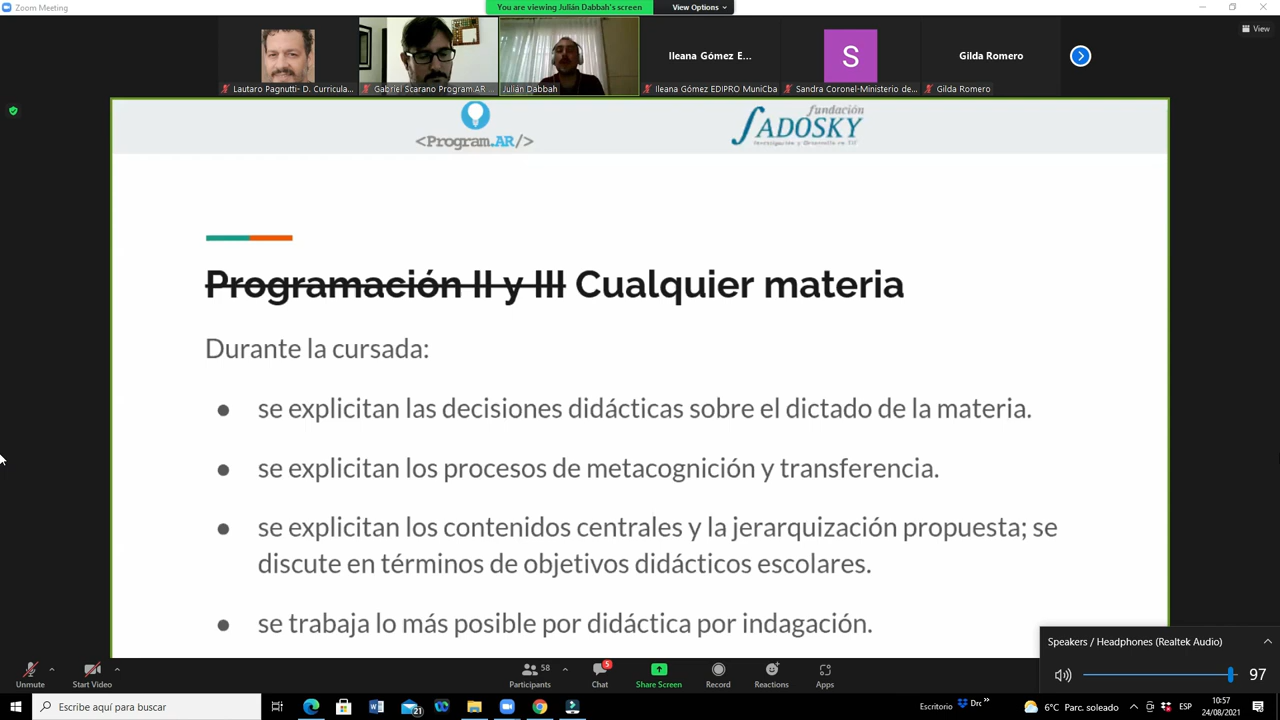 Zoom Meeting
You are viewing Julián Dabbah's screen
View Options
View
Ileana Gómez E...
S
Gilda Romero
Lautaro Pagnutti- D. Curricula...
Gabriel Scarano Program.AR ...
Julian Dabbah
Ileana Gómez EDIPRO MuniCba
Sandra Coronel-Ministerio de...
Gilda Romero
<Program.AR/>
fundación
SADOSKY
Programación II y III Cualquier materia
Durante la cursada:
● se explicitan las decisiones didácticas sobre el dictado de la materia.
● se explicitan los procesos de metacognición y transferencia.
● se explicitan los contenidos centrales y la jerarquización propuesta; se
discute en términos de objetivos didácticos escolares.
● se trabaja lo más posible por didáctica por indagación.
Speakers / Headphones (Realtek Audio)
97
Unmute
Start Video
58
Participants
5
Chat
Share Screen
Record
Reactions
Apps
Escribe aquí para buscar
21
Escritorio
Drc
»
6°C Parc. soleado
ESP
10:57
24/08/2021